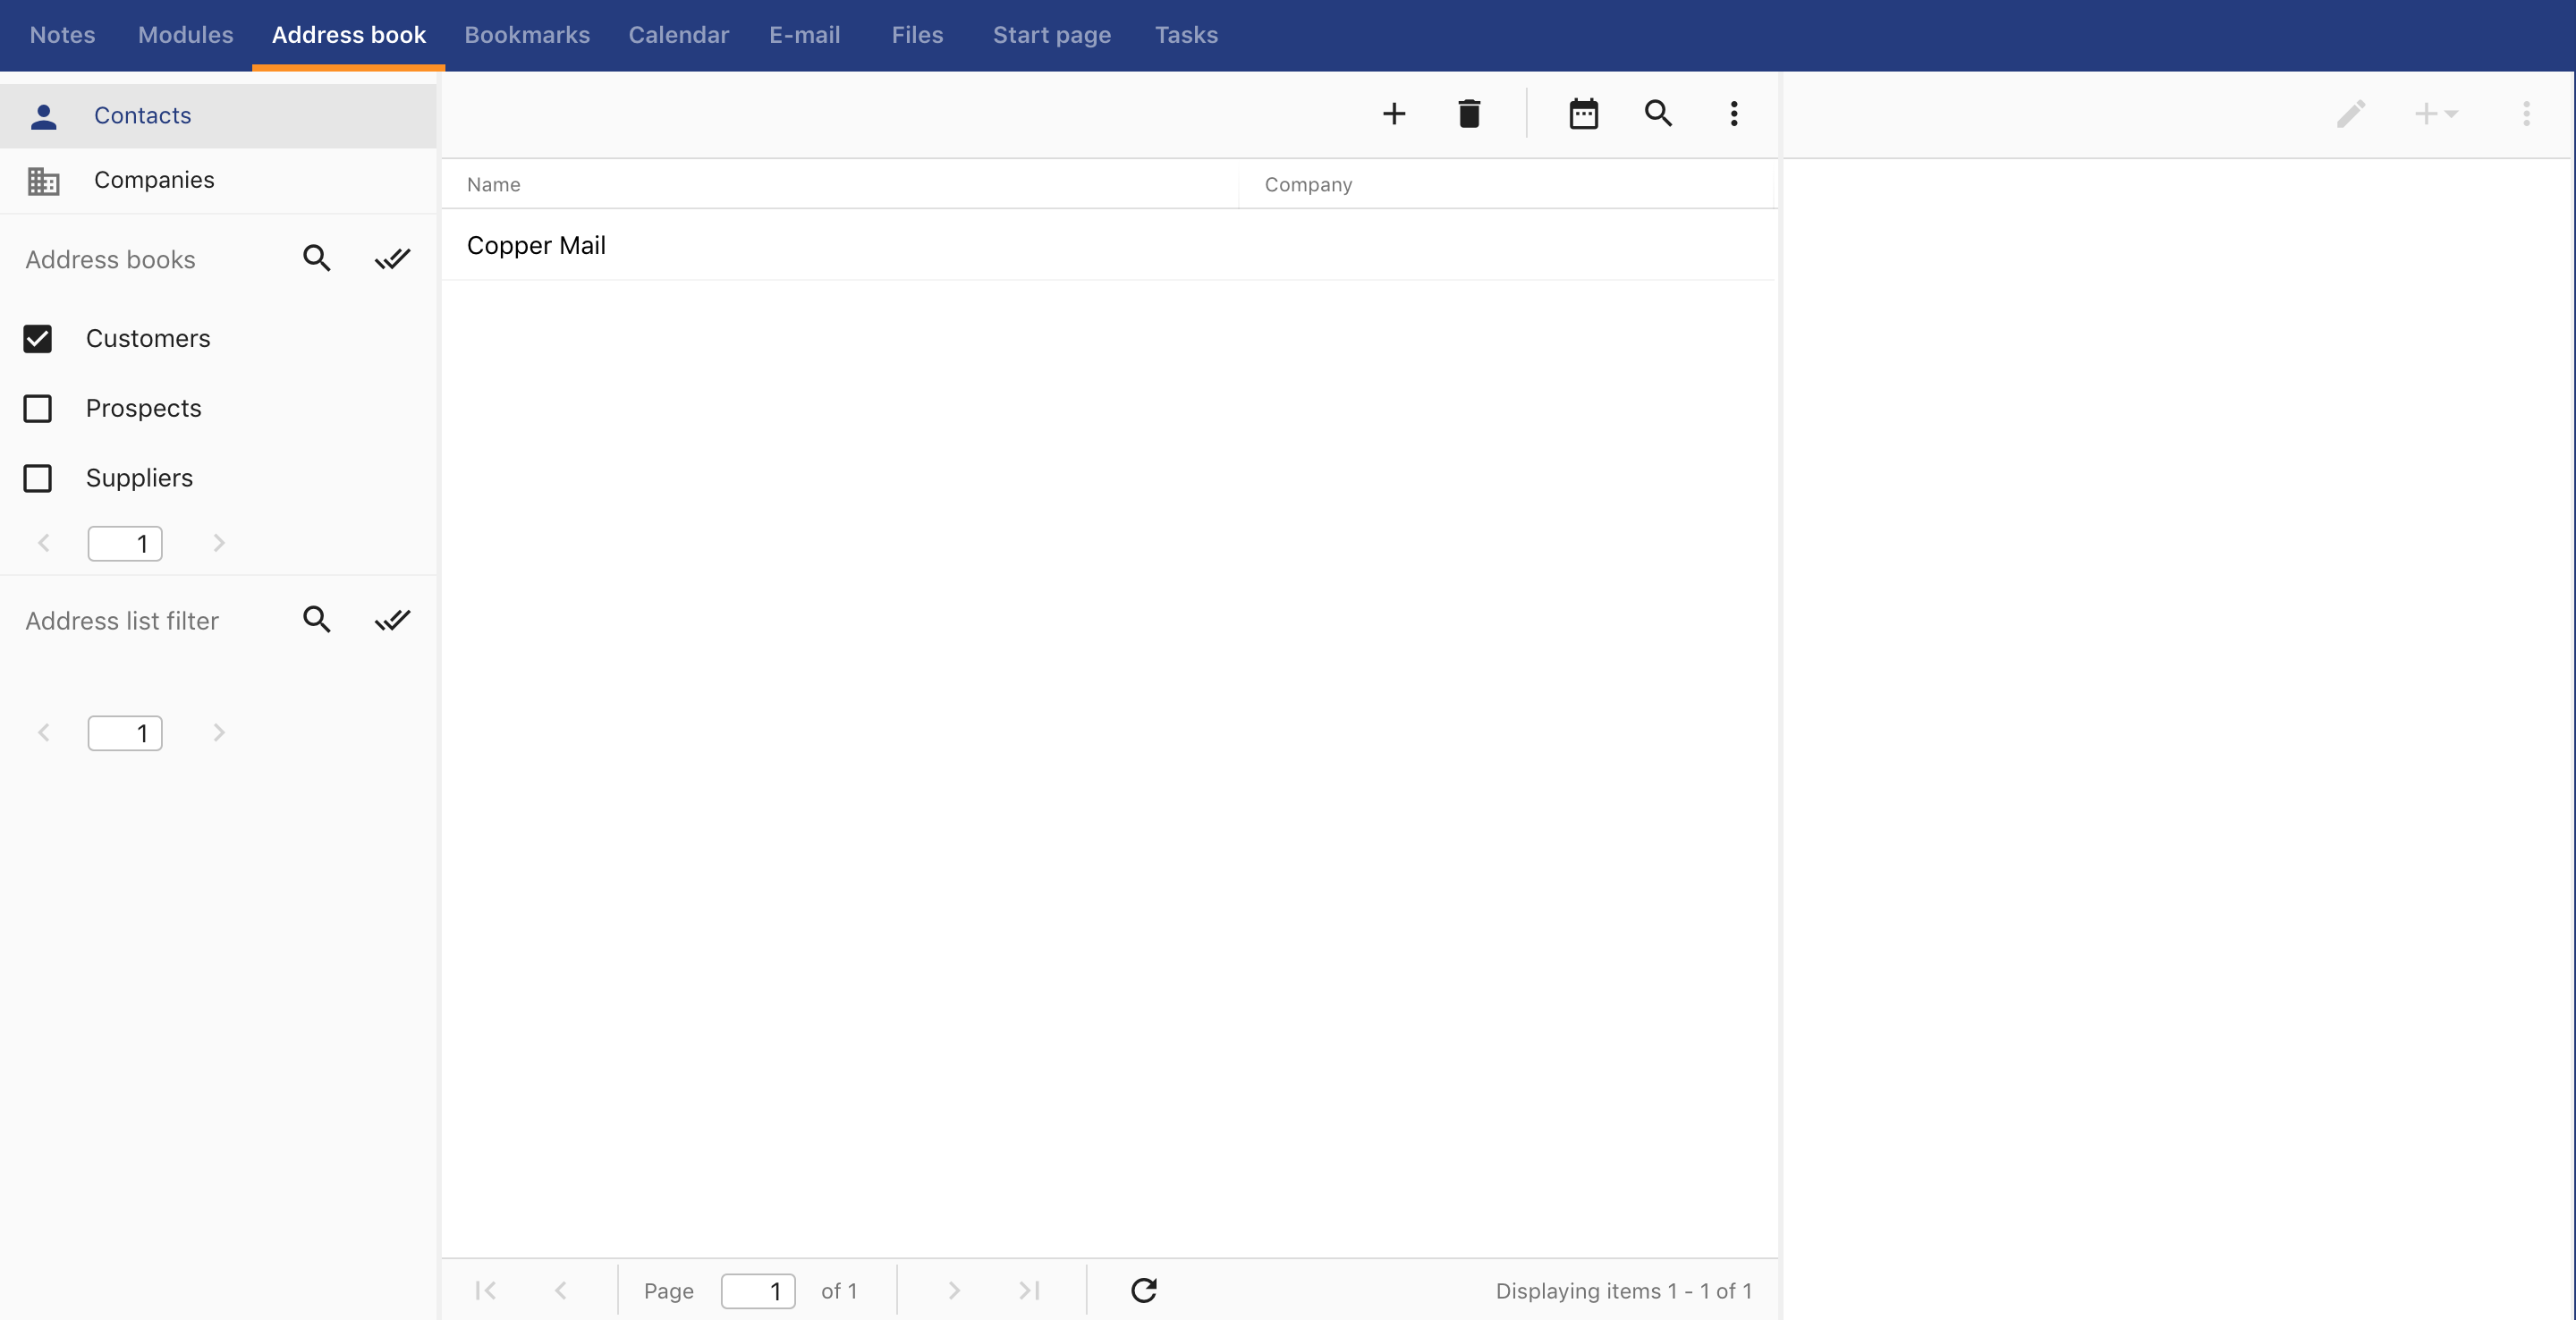 Notes Modules Address book Bookmarks Calendar E-mail Files Start page Tasks
Contacts
Companies
Address books
Customers
Prospects
Suppliers
1
Address list filter
1
Name Company
Copper Mail
Page 1 of 1 Displaying items 1 - 1 of 1